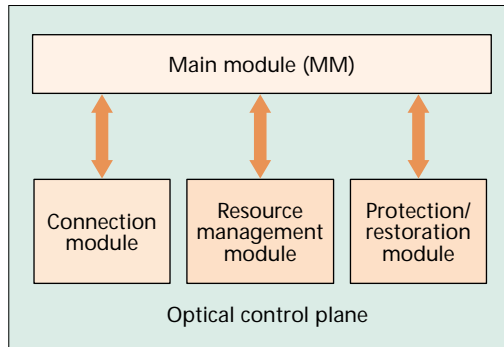 Main module (MM)
Connection
module
Resource
management
module
Protection/
restoration
module
Optical control plane